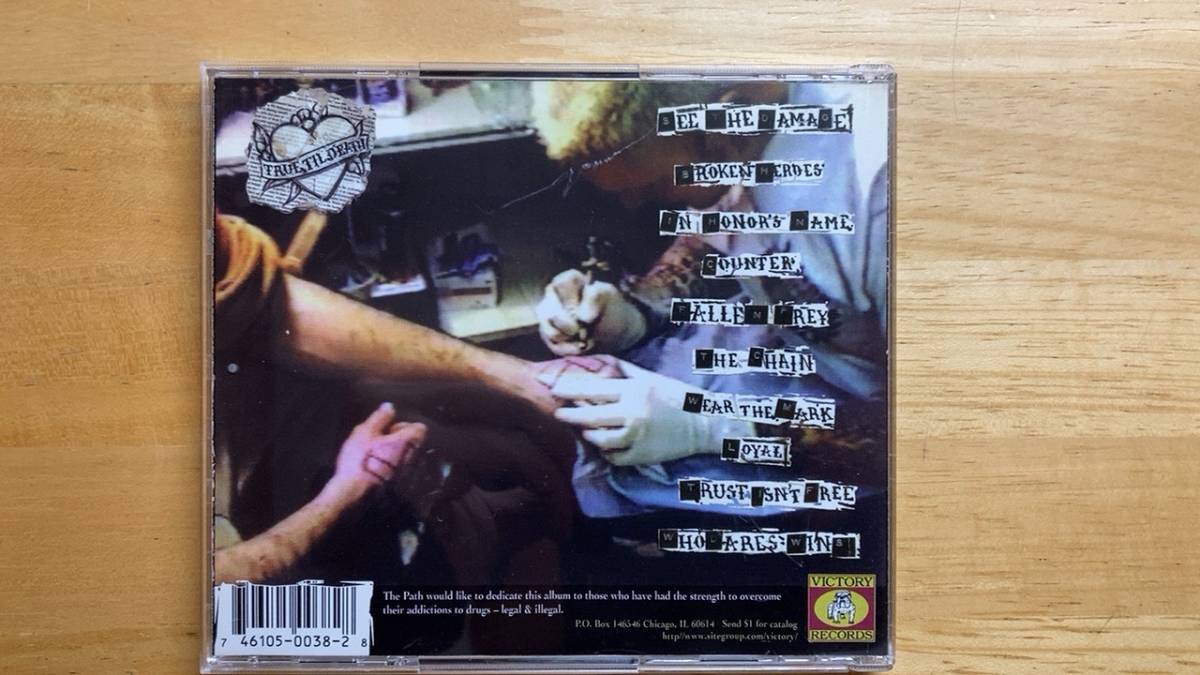 TRUE TIL DEATH
SEE THE DAMAGE
BROKEN HEROES
IN HONOR'S NAME
COUNTER
FALLEN PREY
THE CHAIN
WEAR THE MARK
LOYAL
TRUST ISN'T FREE
WHO DARES WINS
The Path would like to dedicate this album to those who have had the strength to overcome
their addictions to drugs – legal & illegal.
P.O. Box 146546 Chicago, IL 60614 Send $1 for catalog
http//www.sitegroup.com/victory/
VICTORY
RECORDS
7 46105-0038-2 8